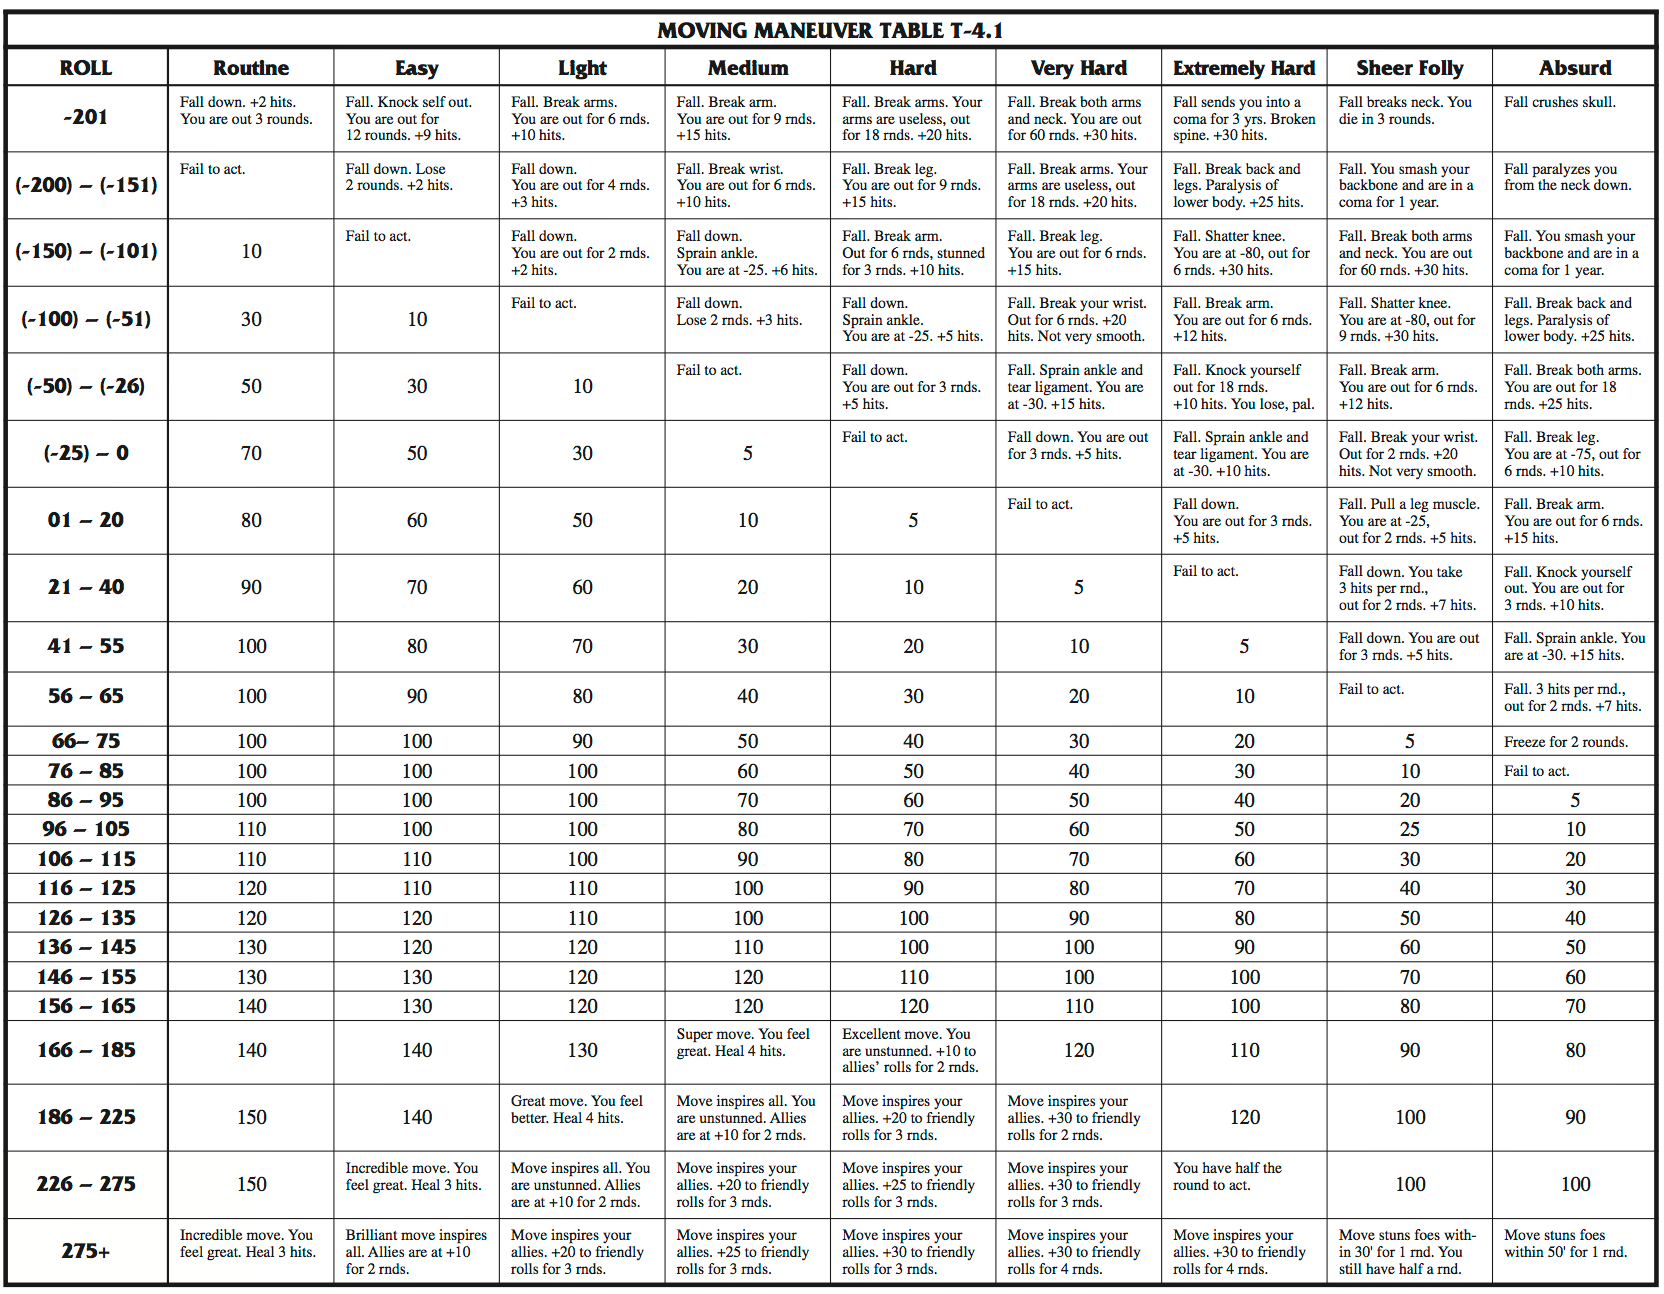 MOVING MANEUVER TABLE T-4.1
ROLL Routine Easy Light Medium Hard Very Hard Extremely Hard Sheer Folly Absurd
-201
Fall down. +2 hits.
You are out 3 rounds.
Fall. Knock self out.
You are out for
12 rounds. +9 hits.
Fall. Break arms.
You are out for 6 rnds.
+10 hits.
Fall. Break arm.
You are out for 9 rnds.
+15 hits.
Fall. Break arms. Your
arms are useless, out
for 18 rnds. +20 hits.
Fall. Break both arms
and neck. You are out
for 60 rnds. +30 hits.
Fall sends you into a
coma for 3 yrs. Broken
spine. +30 hits.
Fall breaks neck. You
die in 3 rounds.
Fall crushes skull.
(-200) – (-151)
Fail to act.
Fall down. Lose
2 rounds. +2 hits.
Fall down.
You are out for 4 rnds.
+3 hits.
Fall. Break wrist.
You are out for 6 rnds.
+10 hits.
Fall. Break leg.
You are out for 9 rnds.
+15 hits.
Fall. Break arms. Your
arms are useless, out
for 18 rnds. +20 hits.
Fall. Break back and
legs. Paralysis of
lower body. +25 hits.
Fall. You smash your
backbone and are in a
coma for 1 year.
Fall paralyzes you
from the neck down.
(-150) – (-101)
10
Fail to act.
Fall down.
You are out for 2 rnds.
+2 hits.
Fall down.
Sprain ankle.
You are at -25. +6 hits.
Fall. Break arm.
Out for 6 rnds, stunned
for 3 rnds. +10 hits.
Fall. Break leg.
You are out for 6 rnds.
+15 hits.
Fall. Shatter knee.
You are at -80, out for
6 rnds. +30 hits.
Fall. Break both arms
and neck. You are out
for 60 rnds. +30 hits.
Fall. You smash your
backbone and are in a
coma for 1 year.
(-100) – (-51)
30
10
Fail to act.
Fall down.
Lose 2 rnds. +3 hits.
Fall down.
Sprain ankle.
You are at -25. +5 hits.
Fall. Break your wrist.
Out for 6 rnds. +20
hits. Not very smooth.
Fall. Break arm.
You are out for 6 rnds.
+12 hits.
Fall. Shatter knee.
You are at -80, out for
9 rnds. +30 hits.
Fall. Break back and
legs. Paralysis of
lower body. +25 hits.
(-50) – (-26)
50
30
10
Fail to act.
Fall down.
You are out for 3 rnds.
+5 hits.
Fall. Sprain ankle and
tear ligament. You are
at -30. +15 hits.
Fall. Knock yourself
out for 18 rnds.
+10 hits. You lose, pal.
Fall. Break arm.
You are out for 6 rnds.
+12 hits.
Fall. Break both arms.
You are out for 18
rnds. +25 hits.
(-25) – 0
70
50
30
5
Fail to act.
Fall down. You are out
for 3 rnds. +5 hits.
Fall. Sprain ankle and
tear ligament. You are
at -30. +10 hits.
Fall. Break your wrist.
Out for 2 rnds. +20
hits. Not very smooth.
Fall. Break leg.
You are at -75, out for
6 rnds. +10 hits.
01 – 20
80
60
50
10
5
Fail to act.
Fall down.
You are out for 3 rnds.
+5 hits.
Fall. Pull a leg muscle.
You are at -25,
out for 2 rnds. +5 hits.
Fall. Break arm.
You are out for 6 rnds.
+15 hits.
21 – 40
90
70
60
20
10
5
Fail to act.
Fall down. You take
3 hits per rnd.,
out for 2 rnds. +7 hits.
Fall. Knock yourself
out. You are out for
3 rnds. +10 hits.
41 – 55
100
80
70
30
20
10
5
Fall down. You are out
for 3 rnds. +5 hits.
Fall. Sprain ankle. You
are at -30. +15 hits.
56 – 65
100
90
80
40
30
20
10
Fail to act.
Fall. 3 hits per rnd.,
out for 2 rnds. +7 hits.
66– 75 100 100 90 50 40 30 20 5 Freeze for 2 rounds.
76 – 85 100 100 100 60 50 40 30 10 Fail to act.
86 – 95 100 100 100 70 60 50 40 20 5
96 – 105 110 100 100 80 70 60 50 25 10
106 – 115 110 110 100 90 80 70 60 30 20
116 – 125 120 110 110 100 90 80 70 40 30
126 – 135 120 120 110 100 100 90 80 50 40
136 – 145 130 120 120 110 100 100 90 60 50
146 – 155 130 130 120 120 110 100 100 70 60
156 – 165 140 130 120 120 120 110 100 80 70
166 – 185
140
140
130
Super move. You feel
great. Heal 4 hits.
Excellent move. You
are unstunned. +10 to
allies’ rolls for 2 rnds.
120
110
90
80
186 – 225
150
140
Great move. You feel
better. Heal 4 hits.
Move inspires all. You
are unstunned. Allies
are at +10 for 2 rnds.
Move inspires your
allies. +20 to friendly
rolls for 3 rnds.
Move inspires your
allies. +30 to friendly
rolls for 2 rnds.
120
100
90
226 – 275
150
Incredible move. You
feel great. Heal 3 hits.
Move inspires all. You
are unstunned. Allies
are at +10 for 2 rnds.
Move inspires your
allies. +20 to friendly
rolls for 3 rnds.
Move inspires your
allies. +25 to friendly
rolls for 3 rnds.
Move inspires your
allies. +30 to friendly
rolls for 3 rnds.
You have half the
round to act.
100
100
275+
Incredible move. You
feel great. Heal 3 hits.
Brilliant move inspires
all. Allies are at +10
for 2 rnds.
Move inspires your
allies. +20 to friendly
rolls for 3 rnds.
Move inspires your
allies. +25 to friendly
rolls for 3 rnds.
Move inspires your
allies. +30 to friendly
rolls for 3 rnds.
Move inspires your
allies. +30 to friendly
rolls for 4 rnds.
Move inspires your
allies. +30 to friendly
rolls for 4 rnds.
Move stuns foes with-
in 30' for 1 rnd. You
still have half a rnd.
Move stuns foes
within 50' for 1 rnd.